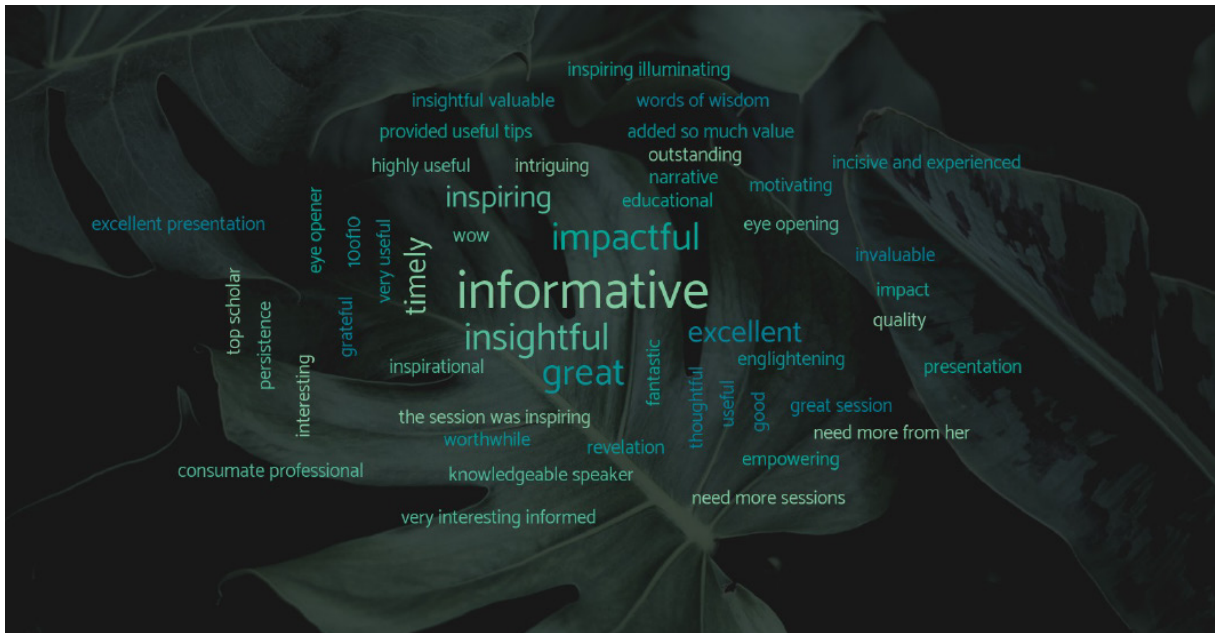 inspiring illuminating
insightful valuable
words of wisdom
provided useful tips
added so much value
outstanding
highly useful
intriguing
incisive and experienced
narrative
motivating
inspiring
educational
excellent presentation
eye opener
10of10
very useful
wow
impactful
eye opening
timely
invaluable
informative
impact
top scholar
persistence
grateful
quality
insightful
excellent
interesting
inspirational
great
fantastic
englightening
presentation
thoughtful
useful
good
great session
the session was inspiring
need more from her
worthwhile
revelation
empowering
consumate professional
knowledgeable speaker
need more sessions
very interesting informed